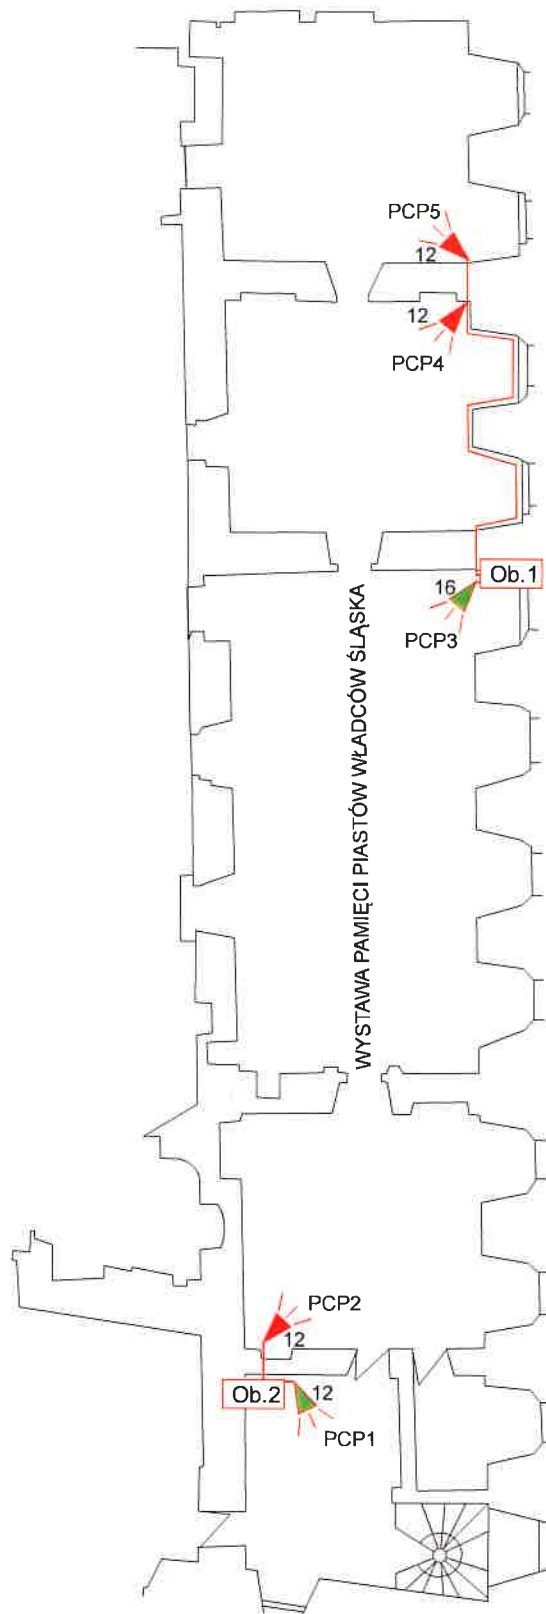 PCP5
12
12
PCP4
Ob.1
16
PCP3
WYSTAWA PAMIĘCI PIASTÓW WŁADCÓW ŚLĄSKA
PCP2
12
Ob.2
12
PCP1